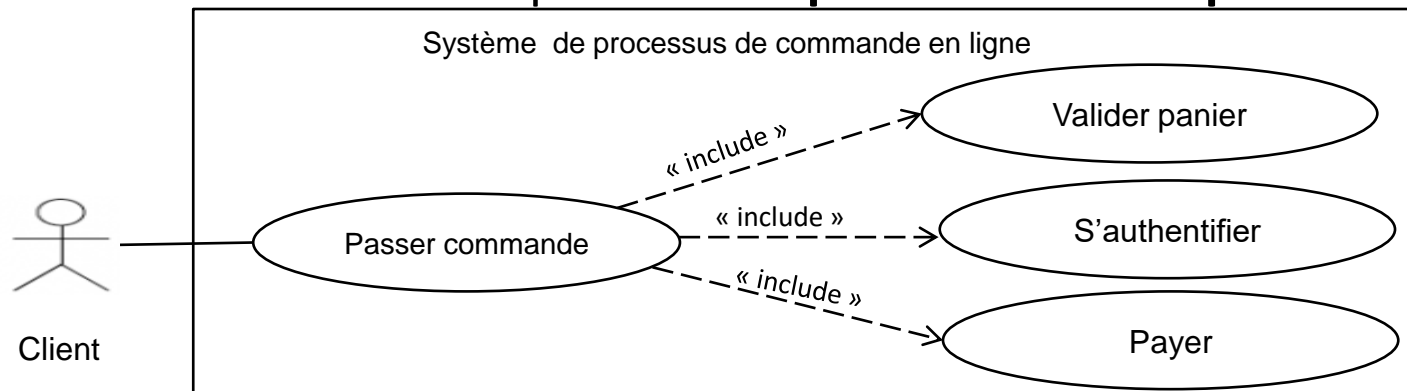 Système de processus de commande en ligne
Valider panier
« include »
« include »
S’authentifier
Passer commande
« include »
Client
Payer